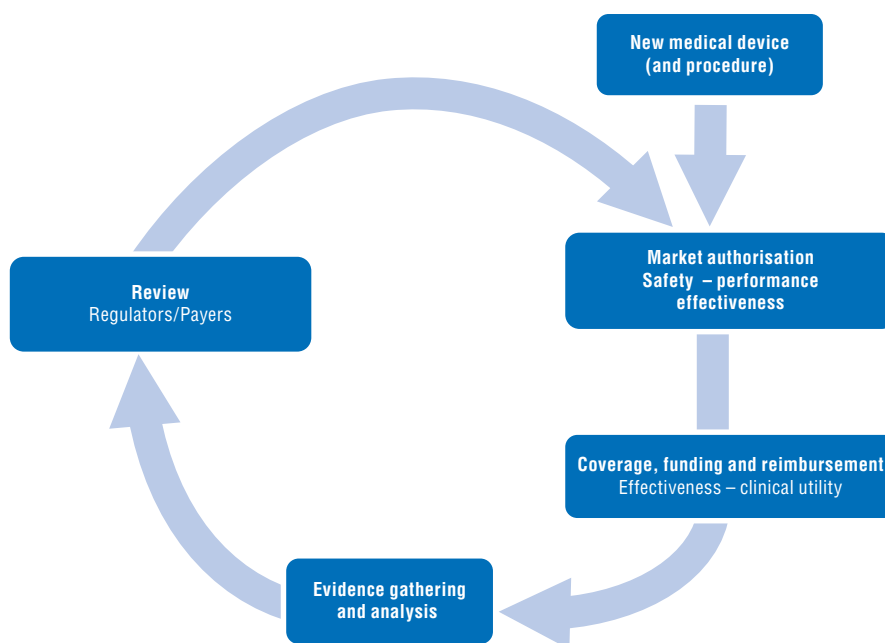 New medical device
(and procedure)
Market authorisation
Safety – performance
effectiveness
Review
Regulators/Payers
Coverage, funding and reimbursement
Effectiveness – clinical utility
Evidence gathering
and analysis